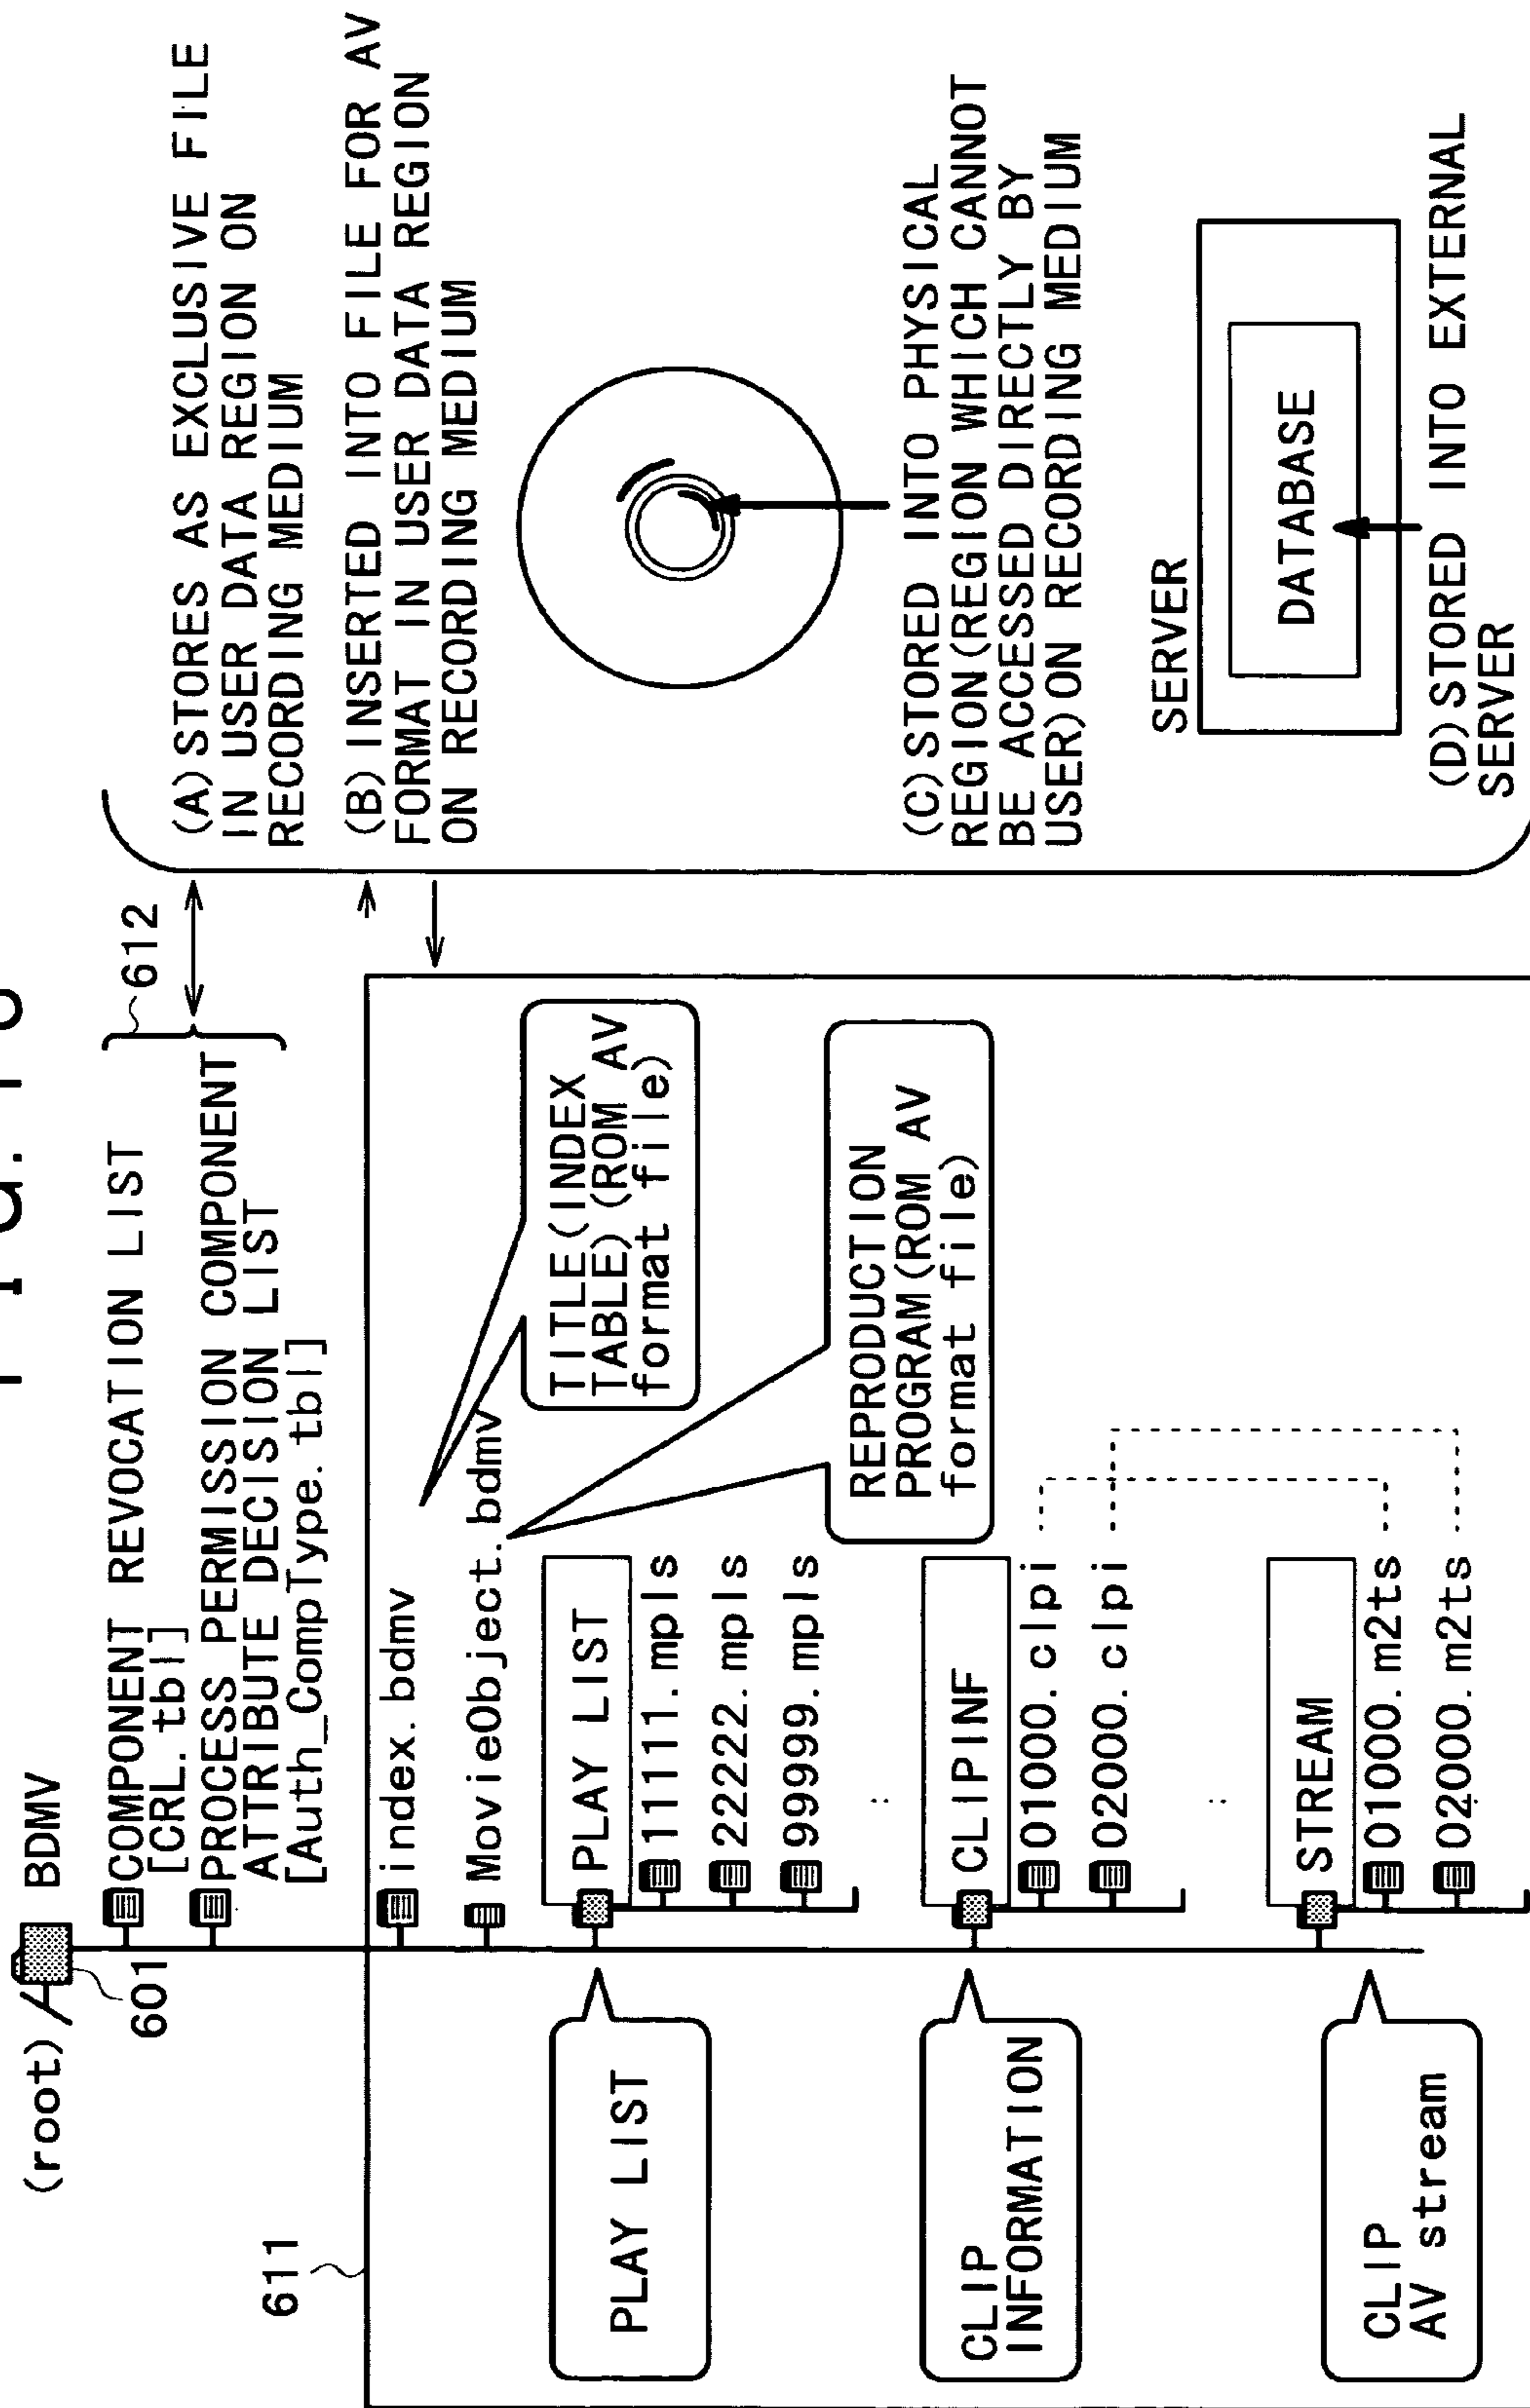 (root)
BDMV
601
COMPONENT REVOCATION LIST
[CRL.tbl]
PROCESS PERMISSION COMPONENT
ATTRIBUTE DECISION LIST
[Auth_CompType.tbl]
612
611
index.bdmv
MovieObject.bdmv
TITLE(INDEX
TABLE)(ROM AV
format file)
REPRODUCTION
PROGRAM(ROM AV
format file)
PLAY LIST
PLAY LIST
11111.mpls
22222.mpls
99999.mpls
CLIP
INFORMATION
CLIPINF
01000.clpi
02000.clpi
CLIP
AV stream
STREAM
01000.m2ts
02000.m2ts
(A)STORES AS EXCLUSIVE FILE
IN USER DATA REGION ON
RECORDING MEDIUM
(B)INSERTED INTO FILE FOR AV
FORMAT IN USER DATA REGION
ON RECORDING MEDIUM
(C)STORED INTO PHYSICAL
REGION(REGION WHICH CANNOT
BE ACCESSED DIRECTLY BY
USER)ON RECORDING MEDIUM
SERVER
DATABASE
(D)STORED INTO EXTERNAL
SERVER